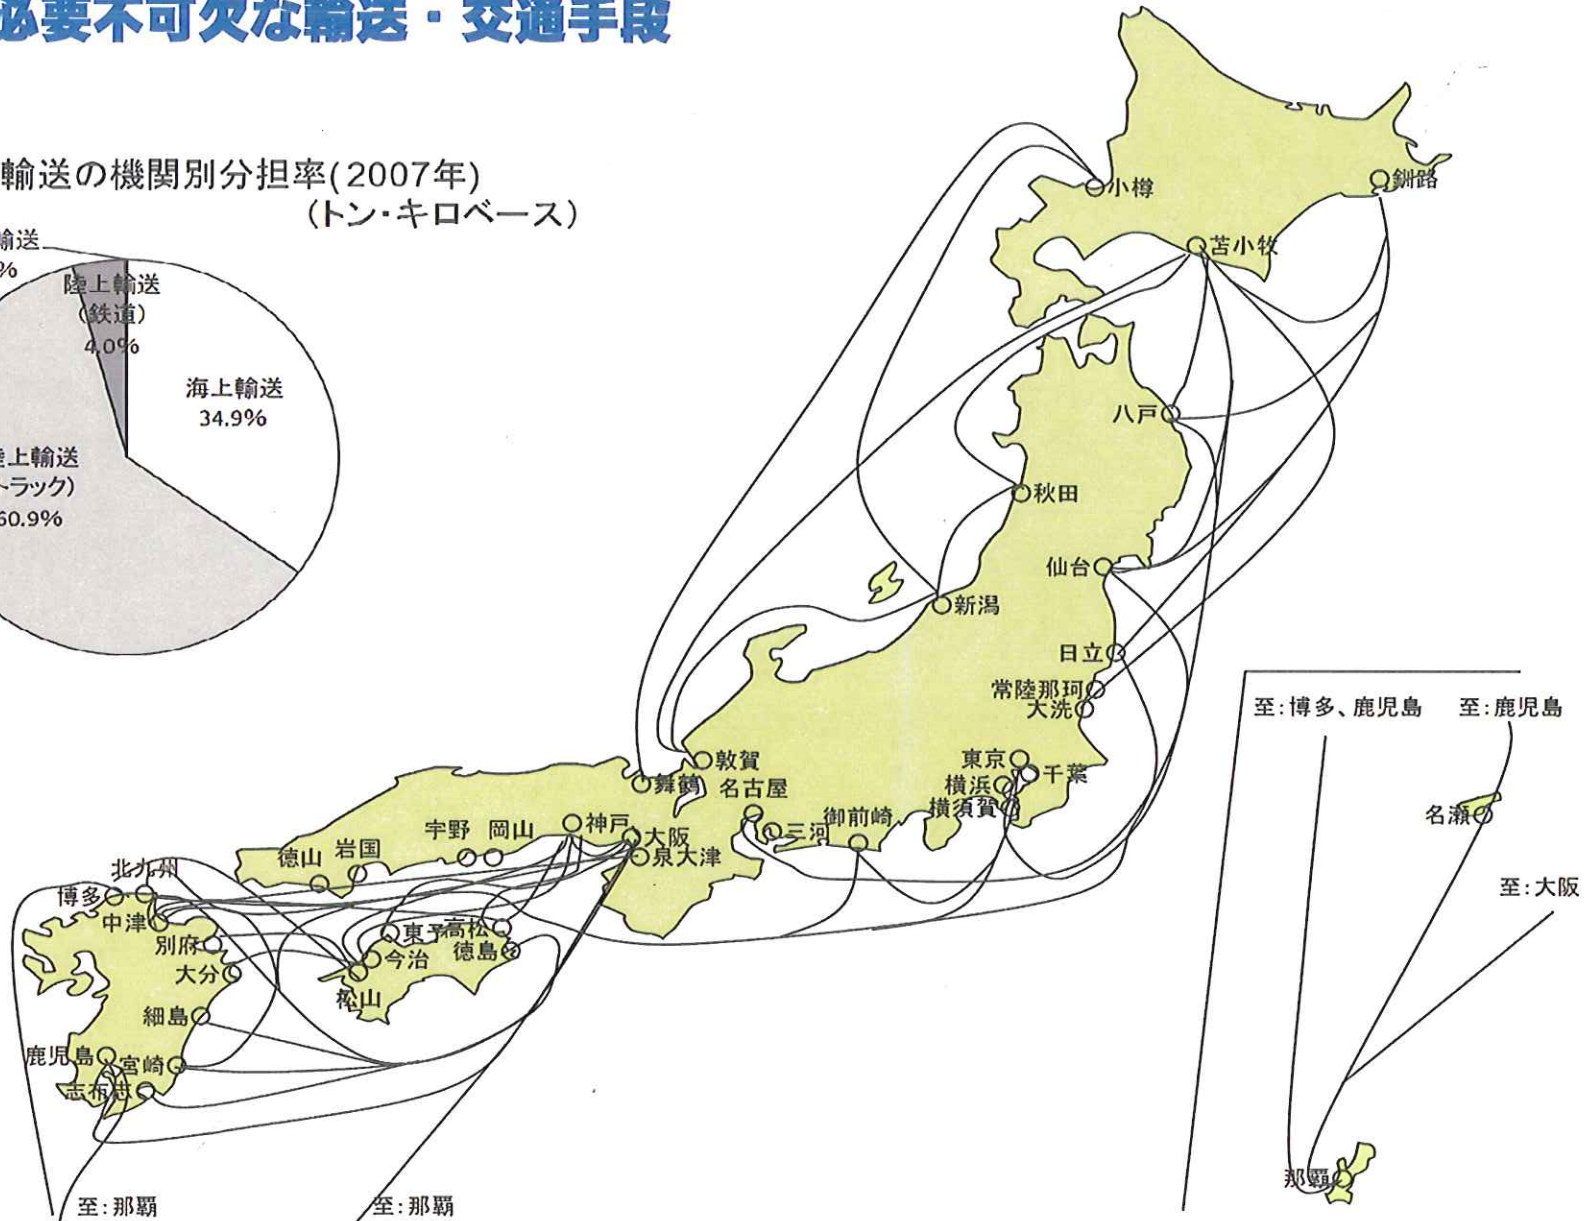 必要不可欠な輸送・交通手段
輸送の機関別分担率(2007年)
(トン・キロベース)
輸送
%
陸上輸送
(鉄道)
4.0%
海上輸送
34.9%
陸上輸送
トラック)
60.9%
小樽
釧路
苫小牧
八戸
秋田
仙台
新潟
日立
常陸那珂
大洗
東京
千葉
横浜
横須賀
敦賀
舞鶴
名古屋
三河
御前崎
神戸
大阪
泉大津
宇野
岡山
徳山
岩国
北九州
博多
中津
別府
大分
東予
高松
今治
徳島
松山
細島
鹿児島
宮崎
志布志
至:那覇
至:那覇
至:博多、鹿児島
至:鹿児島
名瀬
至:大阪
那覇